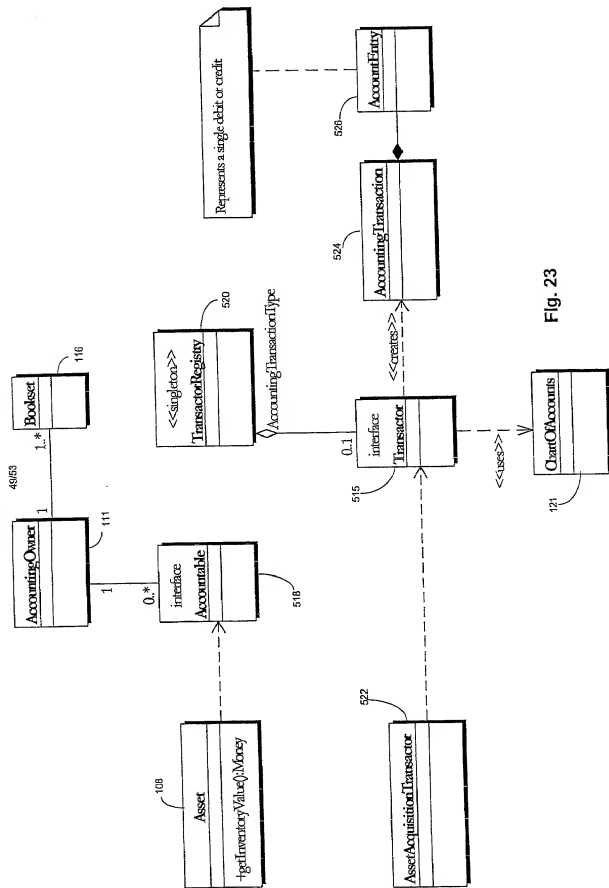 49/53
AccountingOwner
111
1
1..*
Bookset
116
1
0..*
interface
Accountable
518
<<singleton>>
TransactorRegistry
520
AccountingTransactionType
Represents a single debit or credit
Asset
+getInventoryValue():Money
108
0..1
interface
Transactor
515
<<creates>>
AccountingTransaction
524
AccountEntry
526
AssetAcquisitionTransactor
522
<<uses>>
ChartOfAccounts
121
Fig. 23